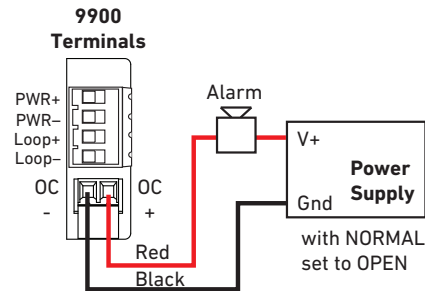 9900
Terminals
PWR+
PWR–
Loop+
Loop–
OC
-
OC
+
Alarm
V+
Power
Supply
Gnd
Red
Black
with NORMAL
set to OPEN